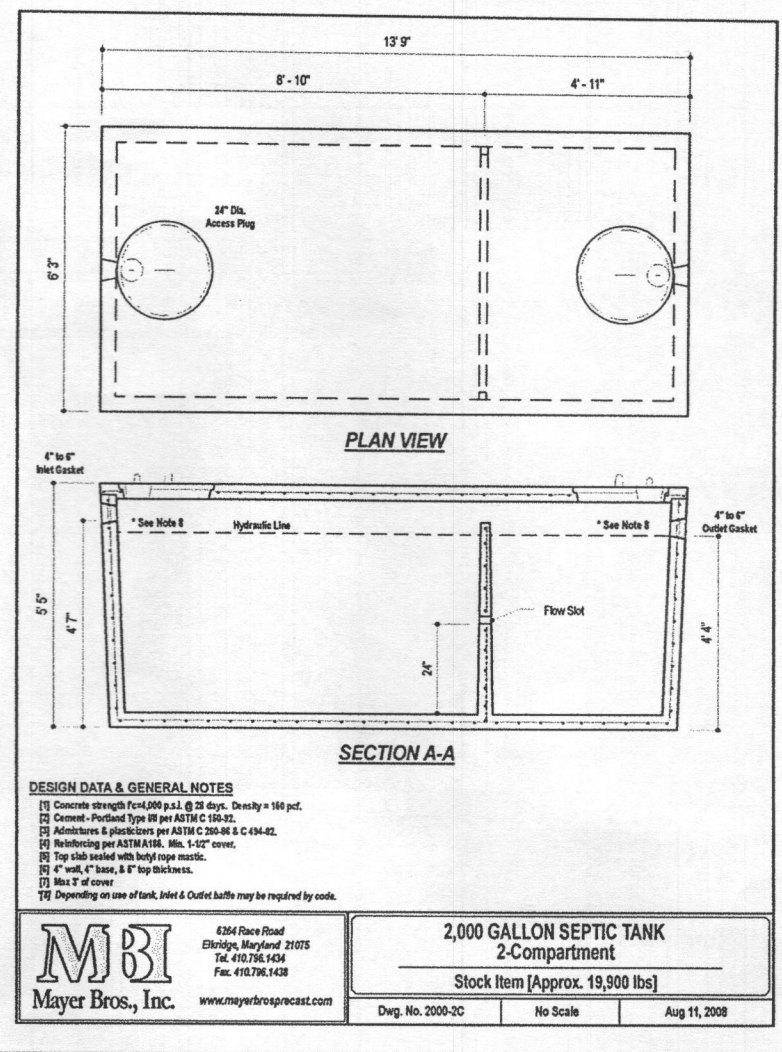 13' 9"
8' - 10"
4' - 11"
24" Dia.
Access Plug
6' 3"
PLAN VIEW
4" to 6"
Inlet Gasket
* See Note 8
Hydraulic Line
* See Note 8
4" to 6"
Outlet Gasket
5' 5"
4' 7"
24"
Flow Slot
4' 4"
SECTION A-A
DESIGN DATA & GENERAL NOTES
[1] Concrete strength f'c=4,000 p.s.i. @ 28 days. Density = 150 pcf.
[2] Cement - Portland Type I/II per ASTM C 150-92.
[3] Admixtures & plasticizers per ASTM C 260-86 & C 494-92.
[4] Reinforcing per ASTM A186. Min. 1-1/2" cover.
[5] Top slab sealed with butyl rope mastic.
[6] 4" wall, 4" base, & 5" top thickness.
[7] Max 3' of cover
*[8] Depending on use of tank, Inlet & Outlet baffle may be required by code.
MBI
Mayer Bros., Inc.
6264 Race Road
Elkridge, Maryland 21075
Tel. 410.796.1434
Fax. 410.796.1438
www.mayerbrosprecast.com
2,000 GALLON SEPTIC TANK
2-Compartment
Stock Item [Approx. 19,900 lbs]
Dwg. No. 2000-2C
No Scale
Aug 11, 2008